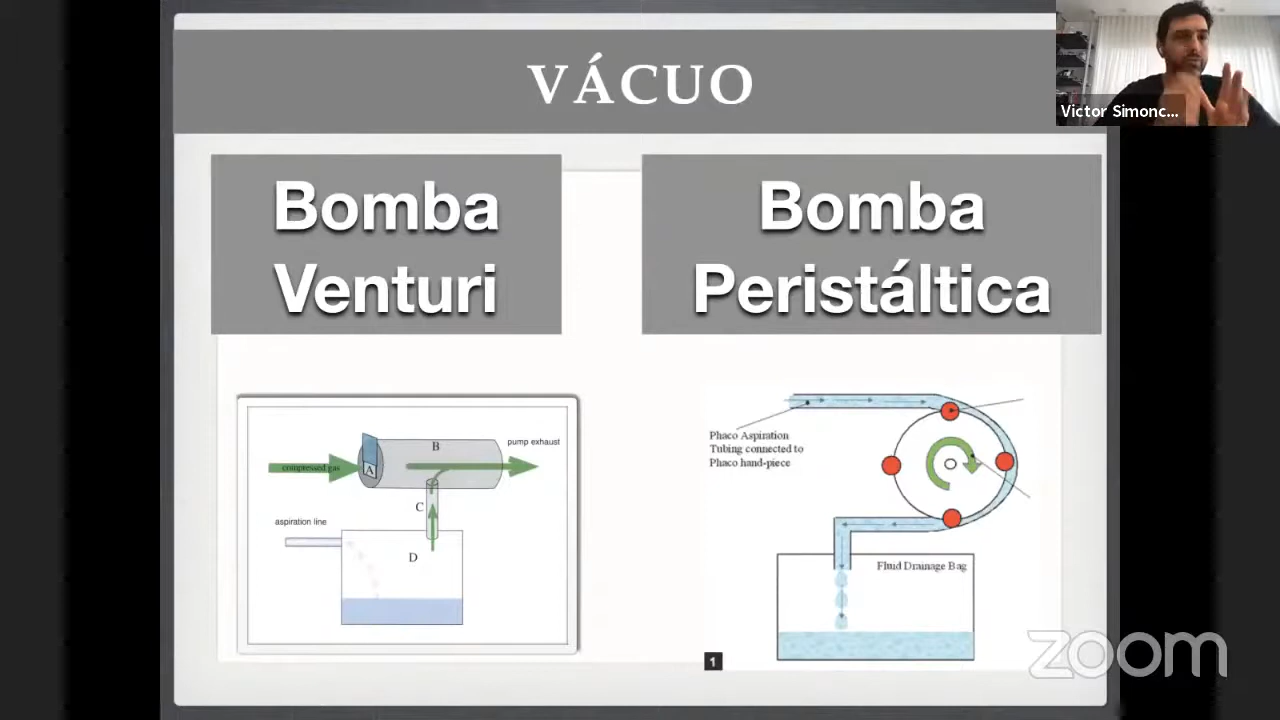 VÁCUO
Victor Simonc...
Bomba
Venturi
Bomba
Peristáltica
B
pump exhaust
compressed gas
A
C
aspiration line
D
Phaco Aspiration
Tubing connected to
Phaco hand-piece
Fluid Drainage Bag
1
zoom